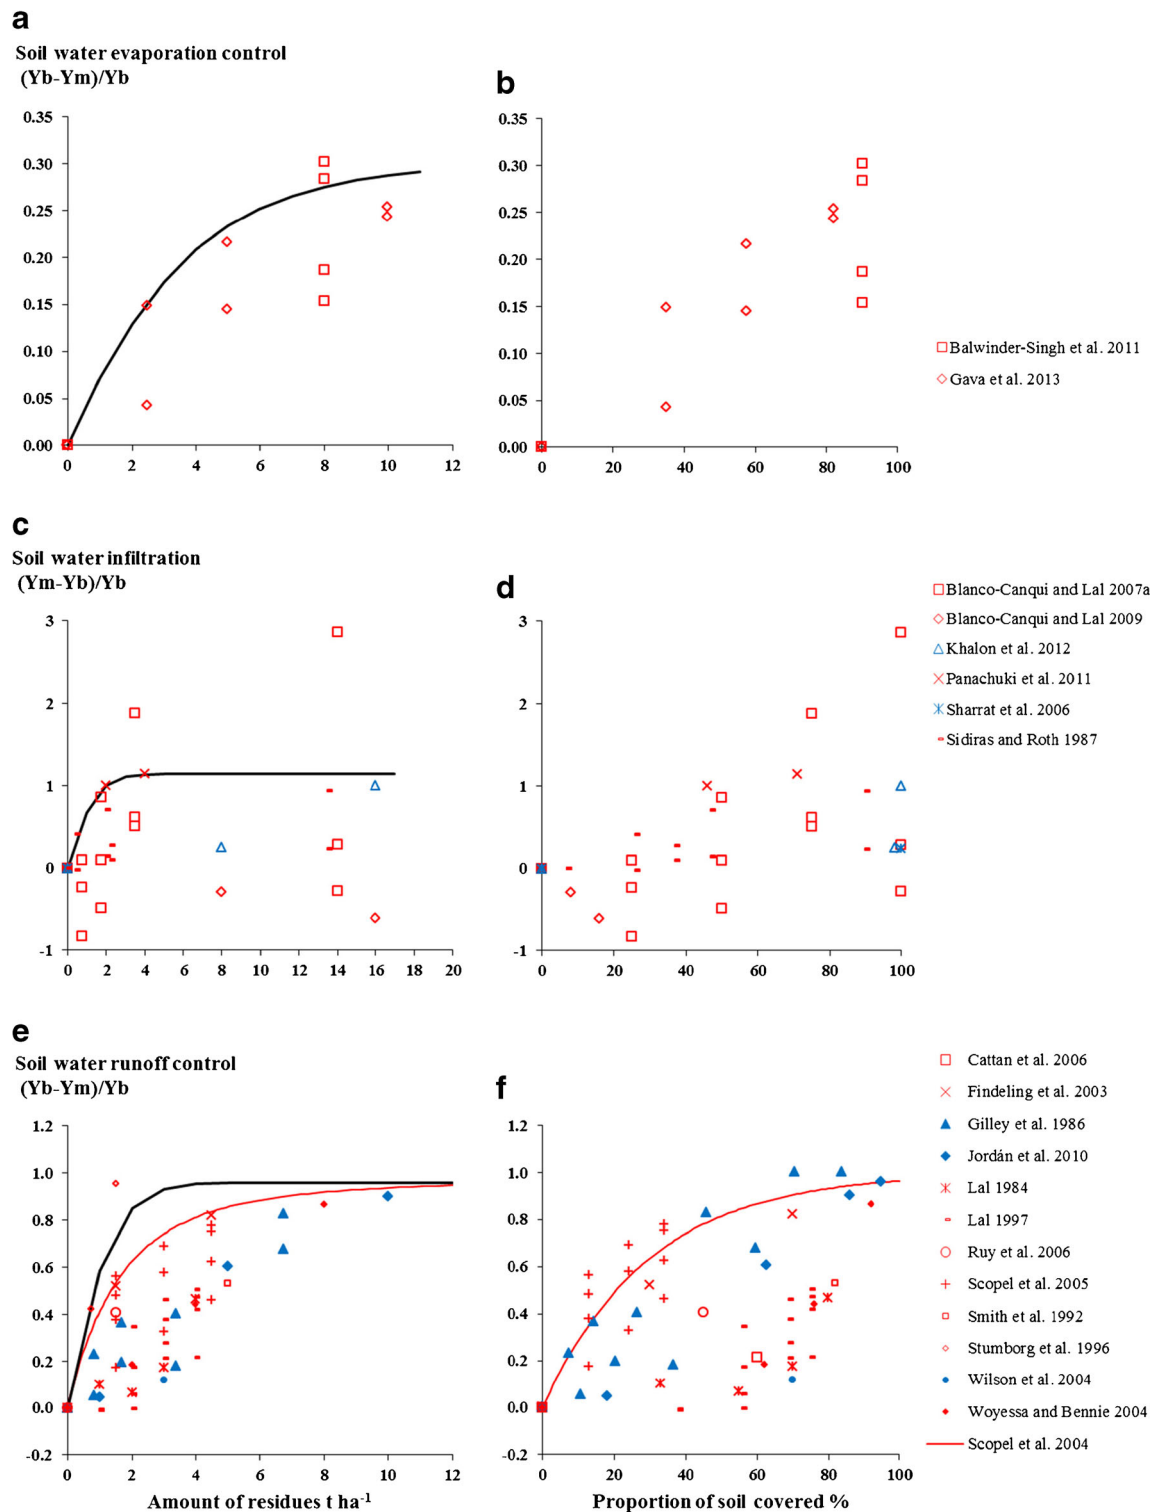 a
Soil water evaporation control
(Yb-Ym)/Yb
b
0.35
0.30
0.25
0.20
0.15
0.10
0.05
0.00
0 2 4 6 8 10 12
0.35
0.30
0.25
0.20
0.15
0.10
0.05
0.00
0 20 40 60 80 100
Balwinder-Singh et al. 2011
Gava et al. 2013
c
Soil water infiltration
(Ym-Yb)/Yb
d
3
2
1
0
-1
0 2 4 6 8 10 12 14 16 18 20
3
2
1
0
-1
0 20 40 60 80 100
Blanco-Canqui and Lal 2007a
Blanco-Canqui and Lal 2009
Khalon et al. 2012
Panachuki et al. 2011
Sharrat et al. 2006
Sidiras and Roth 1987
e
Soil water runoff control
(Yb-Ym)/Yb
f
1.2
1.0
0.8
0.6
0.4
0.2
0.0
-0.2
0 2 4 6 8 10 12
Amount of residues t ha-1
1.2
1.0
0.8
0.6
0.4
0.2
0.0
-0.2
0 20 40 60 80 100
Proportion of soil covered %
Cattan et al. 2006
Findeling et al. 2003
Gilley et al. 1986
Jordán et al. 2010
Lal 1984
Lal 1997
Ruy et al. 2006
Scopel et al. 2005
Smith et al. 1992
Stumborg et al. 1996
Wilson et al. 2004
Woyessa and Bennie 2004
Scopel et al. 2004